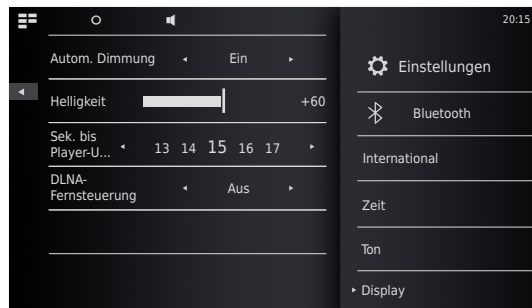 20:15
Autom. Dimmung Ein
Helligkeit +60
Sek. bis
Player-U... 13 14 15 16 17
DLNA-
Fernsteuerung Aus
Einstellungen
Bluetooth
International
Zeit
Ton
Display